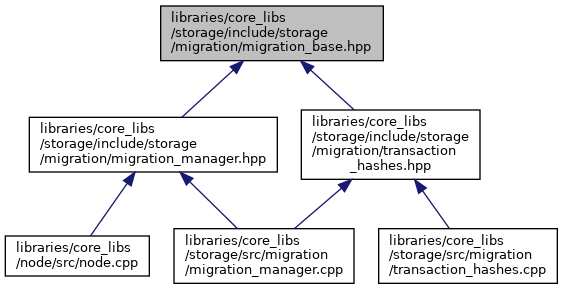 libraries/core_libs
/storage/include/storage
/migration/migration_base.hpp
libraries/core_libs
/storage/include/storage
/migration/migration_manager.hpp
libraries/core_libs
/storage/include/storage
/migration/transaction
_hashes.hpp
libraries/core_libs
/node/src/node.cpp
libraries/core_libs
/storage/src/migration
/migration_manager.cpp
libraries/core_libs
/storage/src/migration
/transaction_hashes.cpp